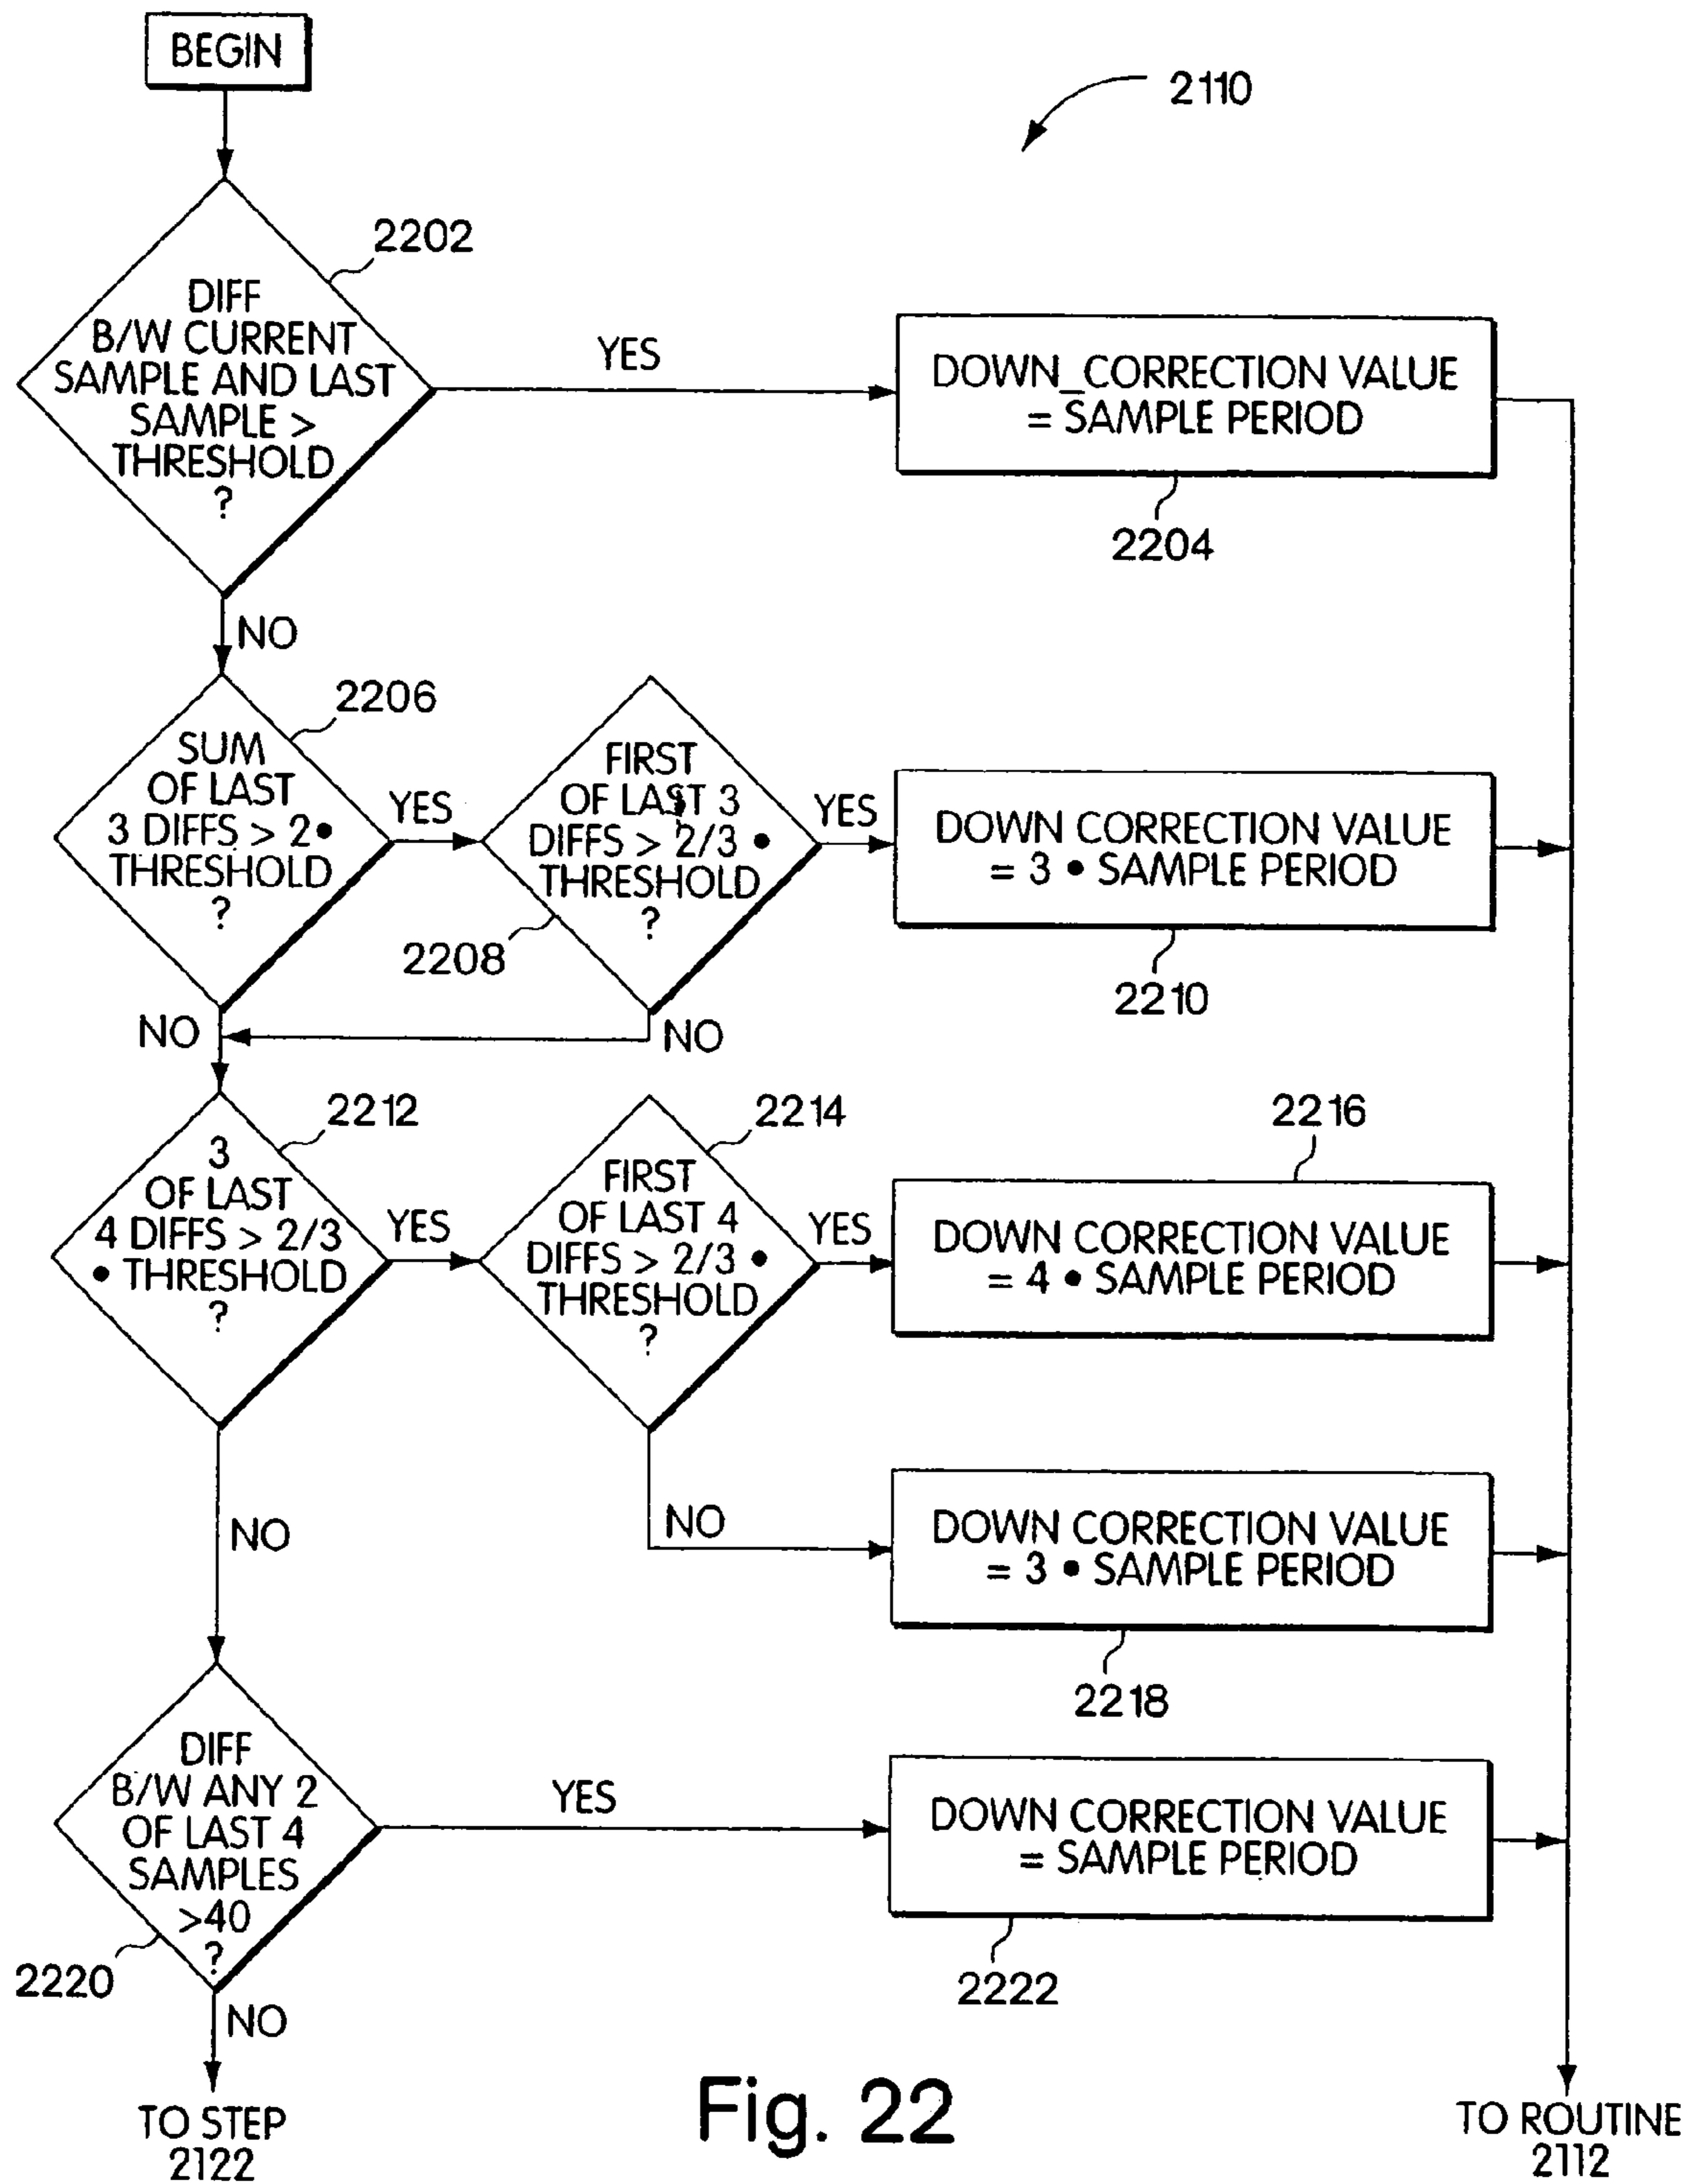 BEGIN
2110
2202
DIFF
B/W CURRENT
SAMPLE AND LAST
SAMPLE >
THRESHOLD
?
YES
DOWN_CORRECTION VALUE
= SAMPLE PERIOD
2204
NO
2206
SUM
OF LAST
3 DIFFS > 2•
THRESHOLD
?
YES
FIRST
OF LAST 3
DIFFS > 2/3 •
THRESHOLD
?
2208
YES
DOWN CORRECTION VALUE
= 3 • SAMPLE PERIOD
2210
NO
NO
2212
3
OF LAST
4 DIFFS > 2/3
• THRESHOLD
?
YES
2214
FIRST
OF LAST 4
DIFFS > 2/3 •
THRESHOLD
?
YES
2216
DOWN CORRECTION VALUE
= 4 • SAMPLE PERIOD
NO
NO
DOWN CORRECTION VALUE
= 3 • SAMPLE PERIOD
2218
DIFF
B/W ANY 2
OF LAST 4
SAMPLES
>40
?
2220
YES
DOWN CORRECTION VALUE
= SAMPLE PERIOD
2222
NO
TO STEP
2122
Fig. 22
TO ROUTINE
2112